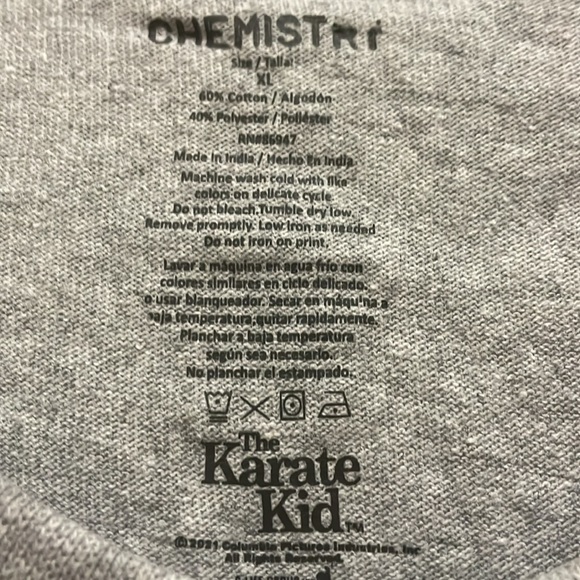 CHEMISTRY
Size / Talla:
XL
60% Cotton / Algodón
40% Polyester / Poliéster
RN#86947
Made In India / Hecho En India
Machine wash cold with like
colors on delicate cycle.
Do not bleach.Tumble dry low.
Remove promptly. Low iron as needed
Do not iron on print.
Lavar a máquina en agua frío con
colores similares en ciclo delicado.
o usar blanqueador. Secar en máquina a
baja temperatura,quitar rapidamente.
Planchar a baja temperatura
según sea necesario.
No planchar el estampado.
The
Karate
Kid TM
©2021 Columbia Pictures Industries, Inc
All Rights Reserved.